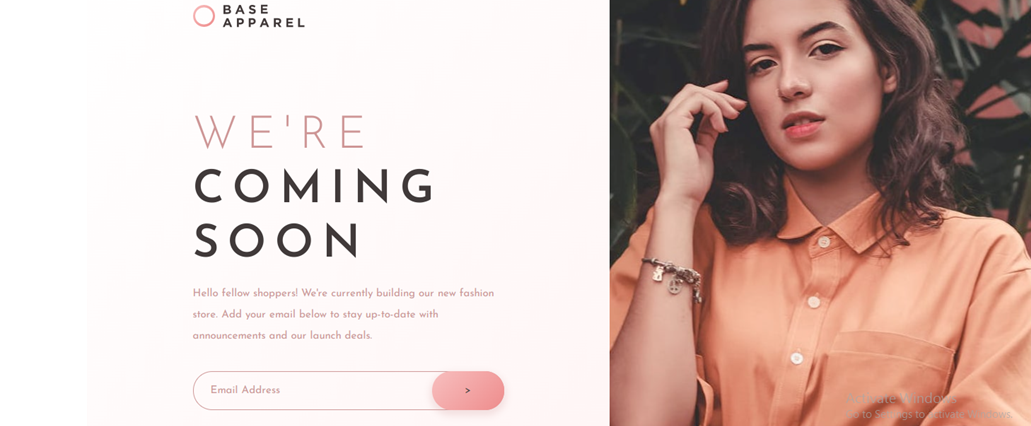 BASE
APPAREL
WE'RE
COMING
SOON
Hello fellow shoppers! We're currently building our new fashion
store. Add your email below to stay up-to-date with
announcements and our launch deals.
Email Address >
Activate Windows
Go to Settings to activate Windows.